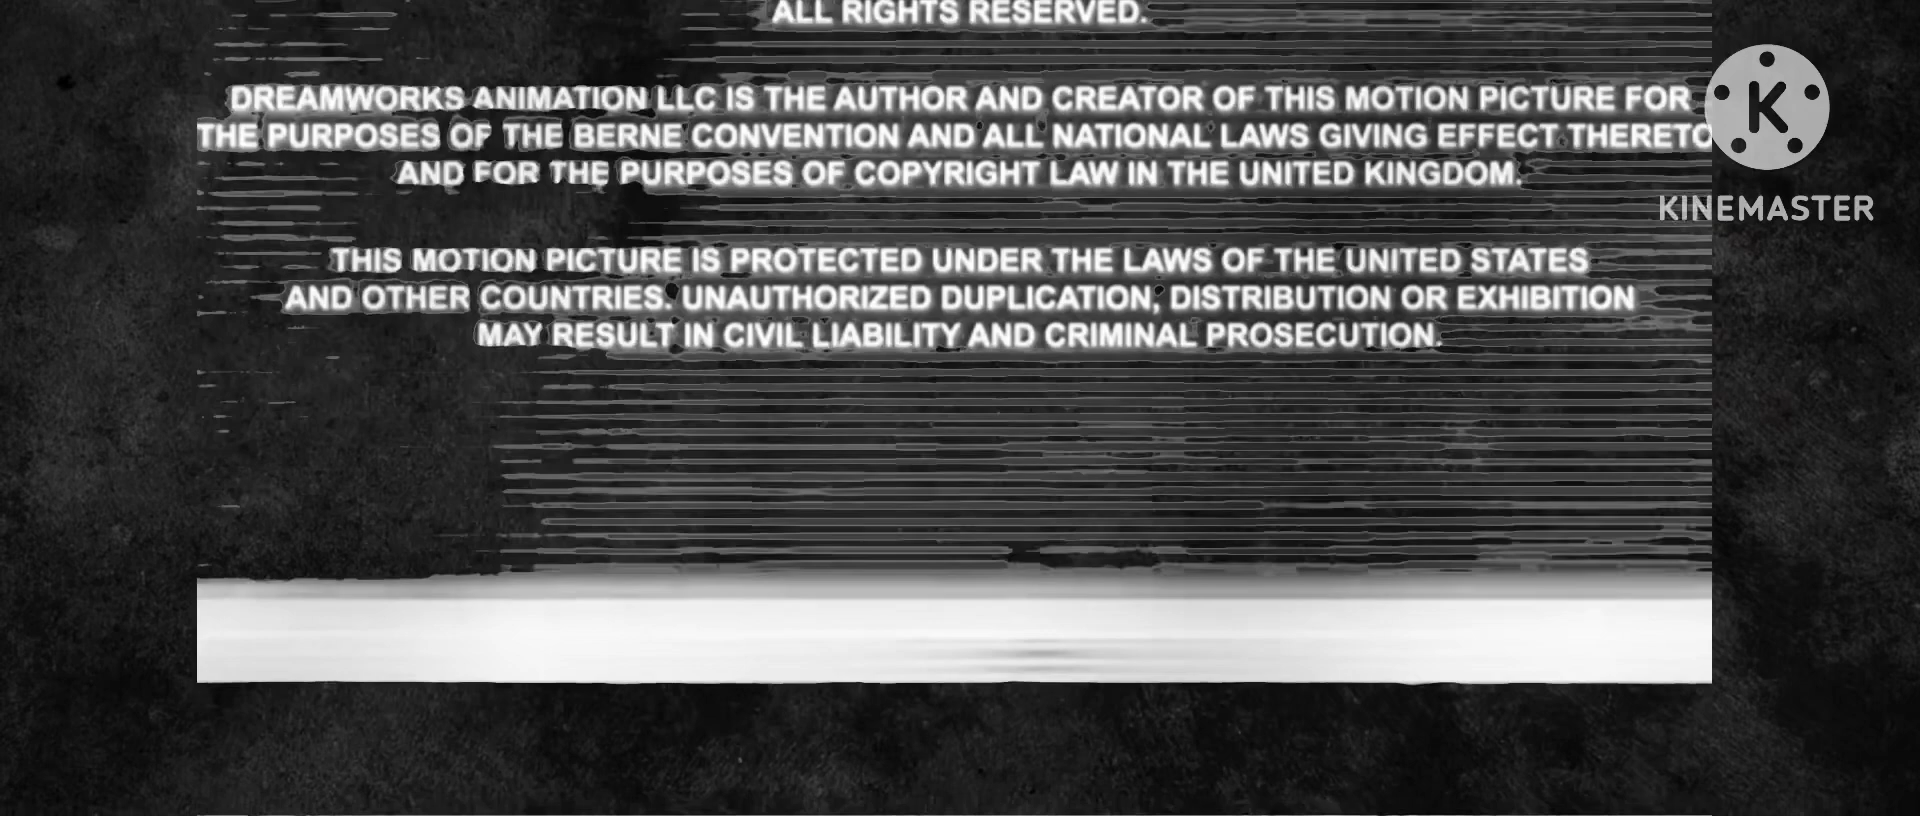 ALL RIGHTS RESERVED.
DREAMWORKS ANIMATION LLC IS THE AUTHOR AND CREATOR OF THIS MOTION PICTURE FOR
THE PURPOSES OF THE BERNE CONVENTION AND ALL NATIONAL LAWS GIVING EFFECT THERETO
AND FOR THE PURPOSES OF COPYRIGHT LAW IN THE UNITED KINGDOM.
THIS MOTION PICTURE IS PROTECTED UNDER THE LAWS OF THE UNITED STATES
AND OTHER COUNTRIES. UNAUTHORIZED DUPLICATION, DISTRIBUTION OR EXHIBITION
MAY RESULT IN CIVIL LIABILITY AND CRIMINAL PROSECUTION.
K
KINEMASTER